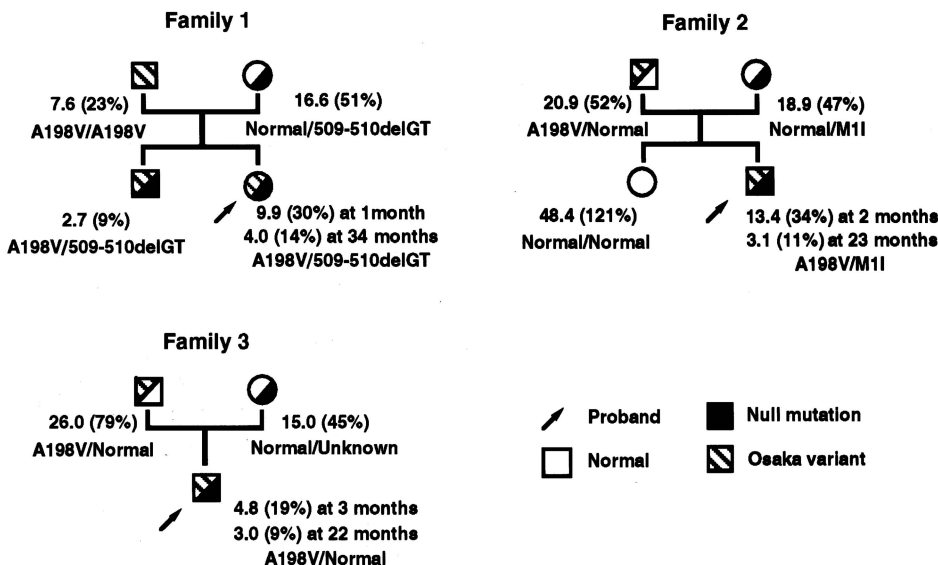 Family 1
7.6 (23%)
A198V/A198V
16.6 (51%)
Normal/509-510delGT
2.7 (9%)
A198V/509-510delGT
9.9 (30%) at 1month
4.0 (14%) at 34 months
A198V/509-510delGT
Family 2
20.9 (52%)
A198V/Normal
18.9 (47%)
Normal/M1I
48.4 (121%)
Normal/Normal
13.4 (34%) at 2 months
3.1 (11%) at 23 months
A198V/M1I
Family 3
26.0 (79%)
A198V/Normal
15.0 (45%)
Normal/Unknown
4.8 (19%) at 3 months
3.0 (9%) at 22 months
A198V/Normal
Proband
Null mutation
Normal
Osaka variant